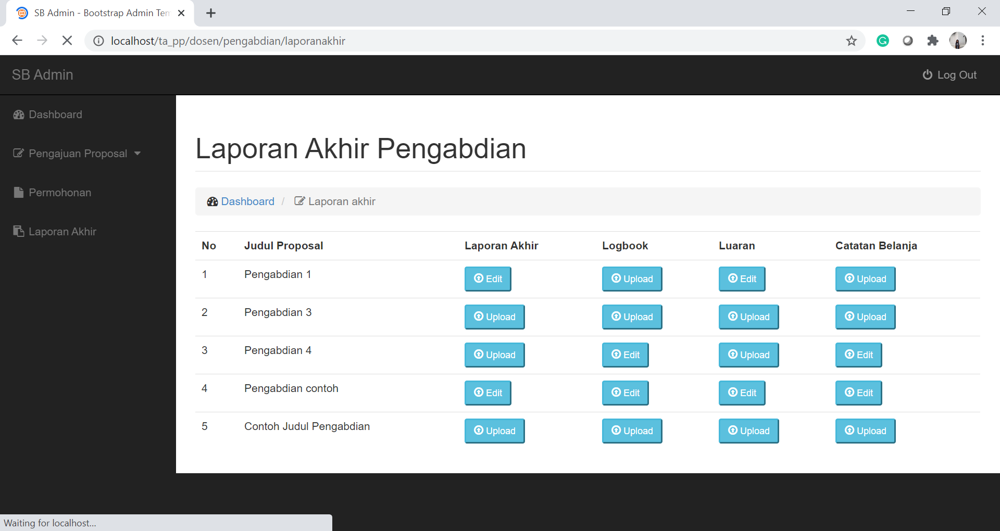 SB Admin - Bootstrap Admin Tem
localhost/ta_pp/dosen/pengabdian/laporanakhir
SB Admin
Log Out
Dashboard
Pengajuan Proposal
Permohonan
Laporan Akhir
Laporan Akhir Pengabdian
Dashboard / Laporan akhir
No Judul Proposal Laporan Akhir Logbook Luaran Catatan Belanja
1 Pengabdian 1 Edit Upload Edit Upload
2 Pengabdian 3 Upload Upload Upload Upload
3 Pengabdian 4 Upload Edit Upload Edit
4 Pengabdian contoh Edit Edit Edit Edit
5 Contoh Judul Pengabdian Upload Upload Upload Upload
Waiting for localhost...